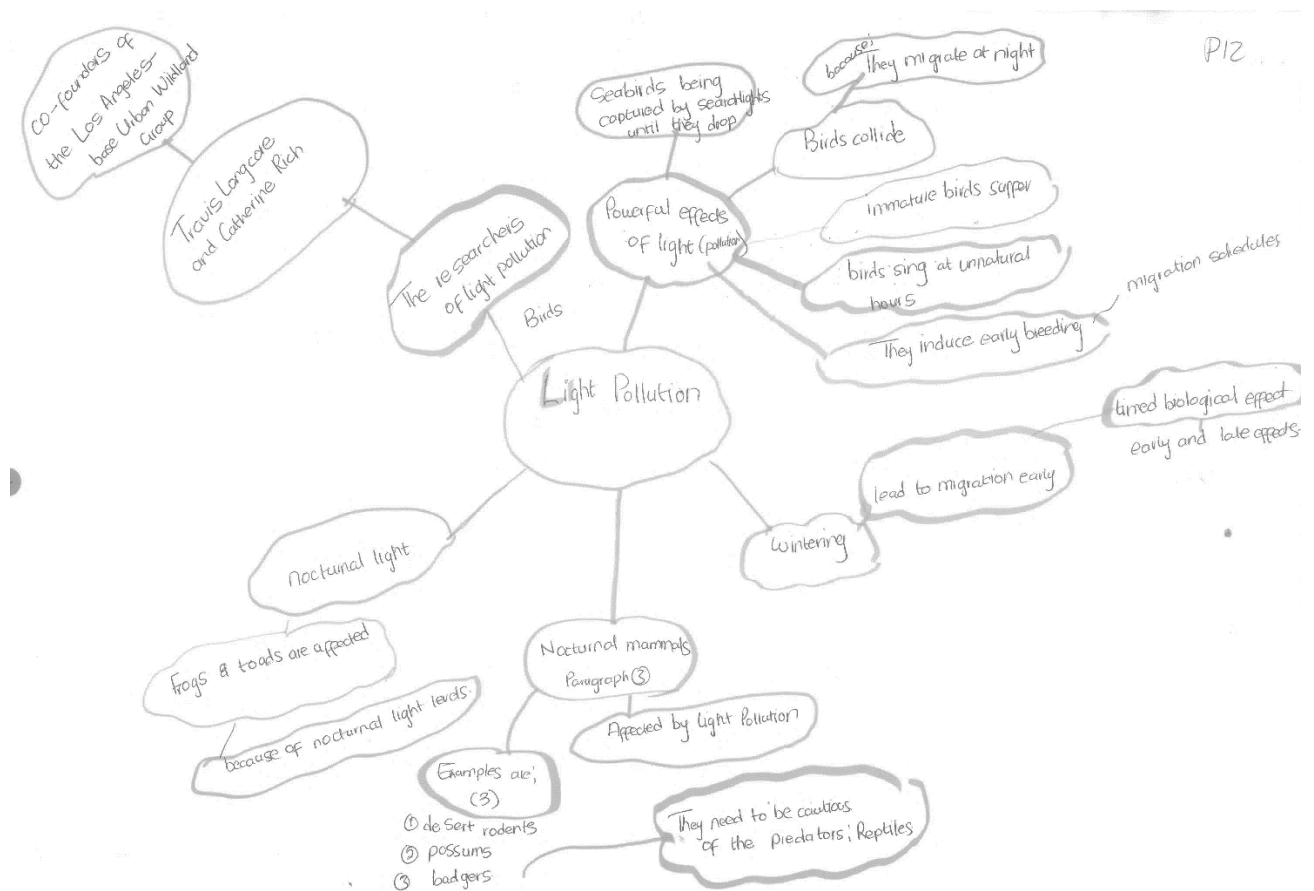 P12
co-founders of
the Los Angeles-
base Urban Wildland
Group
Travis Longcore
and Catherine Rich
The researchers
of light pollution
Birds
Seabirds being
captured by searchlights
until they drop
because;
They migrate at night
Birds collide
Powerful effects
of light (pollution)
immature birds suffer
birds sing at unnatural
hours
They induce early breeding
migration schedules
Light Pollution
timed biological effect
early and late effects.
lead to migration early
Wintering
nocturnal light
Frogs & toads are affected
because of nocturnal light levels.
Nocturnal mammals
Paragraph ③
Affected by Light Pollution
Examples are;
(3)
① desert rodents
② possums
③ badgers
They need to be cautious
of the predators; Reptiles